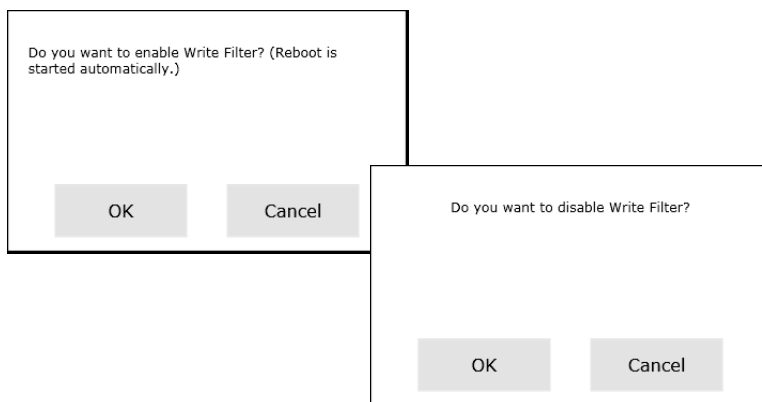 Do you want to enable Write Filter? (Reboot is
started automatically.)
OK
Cancel
Do you want to disable Write Filter?
OK
Cancel